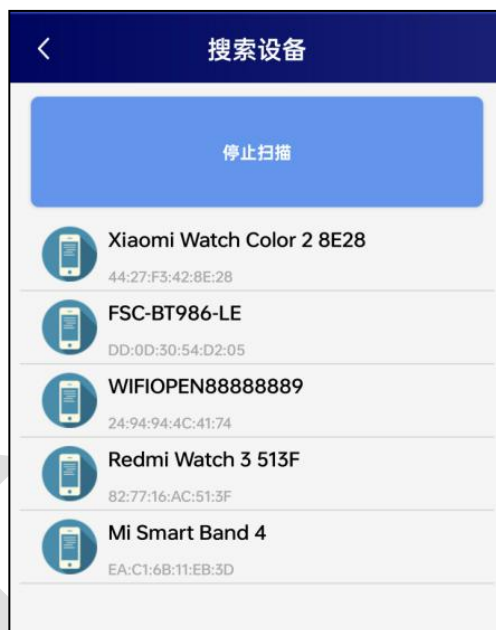 搜索设备
停止扫描
Xiaomi Watch Color 2 8E28
44:27:F3:42:8E:28
FSC-BT986-LE
DD:0D:30:54:D2:05
WIFIOPEN88888889
24:94:94:4C:41:74
Redmi Watch 3 513F
82:77:16:AC:51:3F
Mi Smart Band 4
EA:C1:6B:11:EB:3D